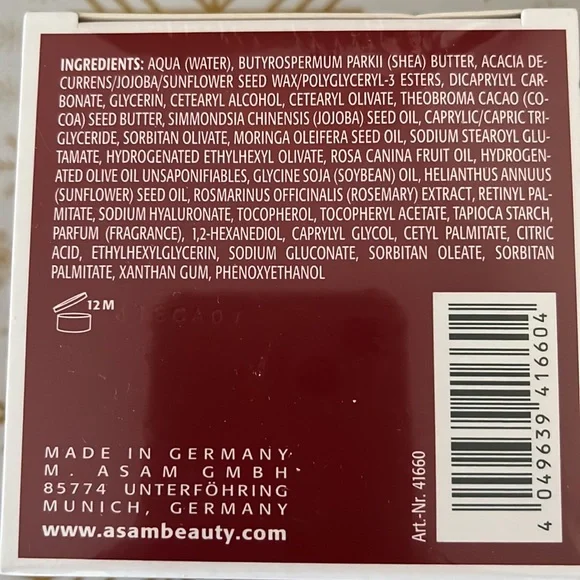 INGREDIENTS: AQUA (WATER), BUTYROSPERMUM PARKII (SHEA) BUTTER, ACACIA DE-
CURRENS/JOJOBA/SUNFLOWER SEED WAX/POLYGLYCERYL-3 ESTERS, DICAPRYLYL CAR-
BONATE, GLYCERIN, CETEARYL ALCOHOL, CETEARYL OLIVATE, THEOBROMA CACAO (CO-
COA) SEED BUTTER, SIMMONDSIA CHINENSIS (JOJOBA) SEED OIL, CAPRYLIC/CAPRIC TRI-
GLYCERIDE, SORBITAN OLIVATE, MORINGA OLEIFERA SEED OIL, SODIUM STEAROYL GLU-
TAMATE, HYDROGENATED ETHYLHEXYL OLIVATE, ROSA CANINA FRUIT OIL, HYDROGEN-
ATED OLIVE OIL UNSAPONIFIABLES, GLYCINE SOJA (SOYBEAN) OIL, HELIANTHUS ANNUUS
(SUNFLOWER) SEED OIL, ROSMARINUS OFFICINALIS (ROSEMARY) EXTRACT, RETINYL PAL-
MITATE, SODIUM HYALURONATE, TOCOPHEROL, TOCOPHERYL ACETATE, TAPIOCA STARCH,
PARFUM (FRAGRANCE), 1,2-HEXANEDIOL, CAPRYLYL GLYCOL, CETYL PALMITATE, CITRIC
ACID, ETHYLHEXYLGLYCERIN, SODIUM GLUCONATE, SORBITAN OLEATE, SORBITAN
PALMITATE, XANTHAN GUM, PHENOXYETHANOL
12 M
MADE IN GERMANY
M. ASAM GMBH
85774 UNTERFÖHRING
MUNICH, GERMANY
www.asambeauty.com
Art.-Nr. 41660
4 049639 416604